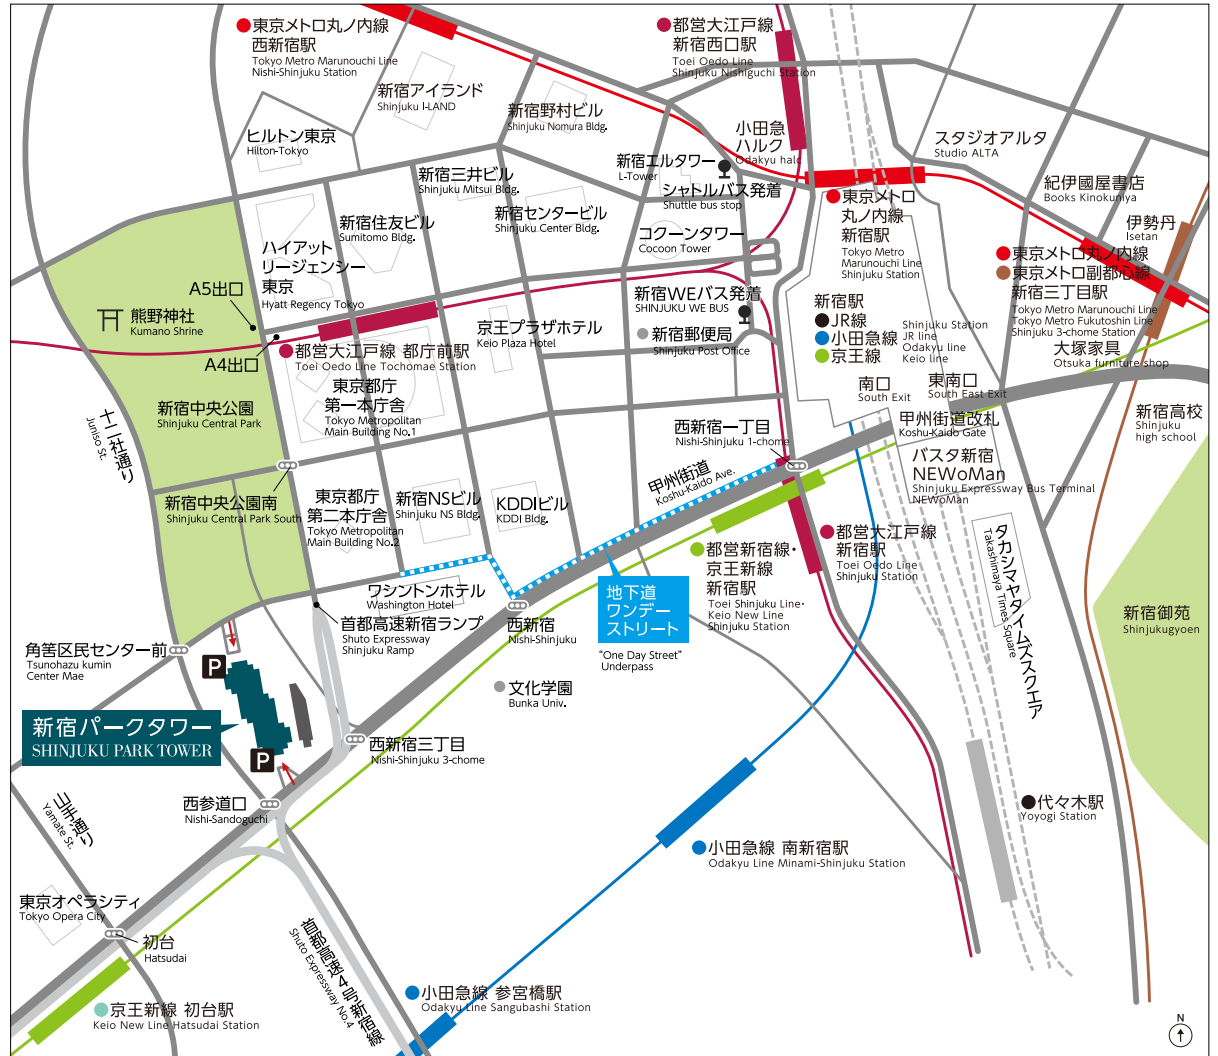 東京メトロ丸ノ内線
西新宿駅
Tokyo Metro Marunouchi Line
Nishi-Shinjuku Station
都営大江戸線
新宿西口駅
Toei Oedo Line
Shinjuku Nishiguchi Station
新宿アイランド
Shinjuku I-LAND
新宿野村ビル
Shinjuku Nomura Bldg.
ヒルトン東京
Hilton-Tokyo
小田急
ハルク
Odakyu halc
スタジオアルタ
Studio ALTA
新宿エルタワー
L-Tower
シャトルバス発着
Shuttle bus stop
新宿三井ビル
Shinjuku Mitsui Bldg.
紀伊國屋書店
Books Kinokuniya
新宿住友ビル
Sumitomo Bldg.
新宿センタービル
Shinjuku Center Bldg.
コクーンタワー
Cocoon Tower
東京メトロ
丸ノ内線
新宿駅
Tokyo Metro
Marunouchi Line
Shinjuku Station
伊勢丹
Isetan
東京メトロ丸ノ内線
東京メトロ副都心線
新宿三丁目駅
Tokyo Metro Marunouchi Line
Tokyo Metro Fukutoshin Line
Shinjuku 3-chome Station
ハイアット
リージェンシー
東京
Hyatt Regency Tokyo
A5出口
熊野神社
Kumano Shrine
A4出口
新宿WEバス発着
SHINJUKU WE BUS
新宿駅
JR線
小田急線
京王線
Shinjuku Station
JR line
Odakyu line
Keio line
京王プラザホテル
Keio Plaza Hotel
新宿郵便局
Shinjuku Post Office
都営大江戸線 都庁前駅
Toei Oedo Line Tochomae Station
大塚家具
Otsuka furniture shop
南口
South Exit
東南口
South East Exit
東京都庁
第一本庁舎
Tokyo Metropolitan
Main Building No.1
新宿中央公園
Shinjuku Central Park
十二社通り
Juniso St.
西新宿一丁目
Nishi-Shinjuku 1-chome
甲州街道改札
Koshu-Kaido Gate
新宿高校
Shinjuku
high school
バスタ新宿
NEWoMan
Shinjuku Expressway Bus Terminal
NEWoMan
甲州街道
Koshu-Kaido Ave.
新宿中央公園南
Shinjuku Central Park South
東京都庁
第二本庁舎
Tokyo Metropolitan
Main Building No.2
新宿NSビル
Shinjuku NS Bldg.
KDDIビル
KDDI Bldg.
都営新宿線・
京王新線
新宿駅
Toei Shinjuku Line・
Keio New Line
Shinjuku Station
都営大江戸線
新宿駅
Toei Oedo Line
Shinjuku Station
タカシマヤタイムズスクエア
Takashimaya Times Square
新宿御苑
Shinjukugyoen
ワシントンホテル
Washington Hotel
地下道
ワンデー
ストリート
"One Day Street"
Underpass
西新宿
Nishi-Shinjuku
首都高速新宿ランプ
Shuto Expressway
Shinjuku Ramp
角筈区民センター前
Tsunohazu kumin
Center Mae
P
文化学園
Bunka Univ.
新宿パークタワー
SHINJUKU PARK TOWER
P
西新宿三丁目
Nishi-Shinjuku 3-chome
西参道口
Nishi-Sandoguchi
山手通り
Yamate St.
代々木駅
Yoyogi Station
小田急線 南新宿駅
Odakyu Line Minami-Shinjuku Station
東京オペラシティ
Tokyo Opera City
初台
Hatsudai
首都高速4号新宿線
Shuto Expressway No.4
小田急線 参宮橋駅
Odakyu Line Sangubashi Station
京王新線 初台駅
Keio New Line Hatsudai Station
N